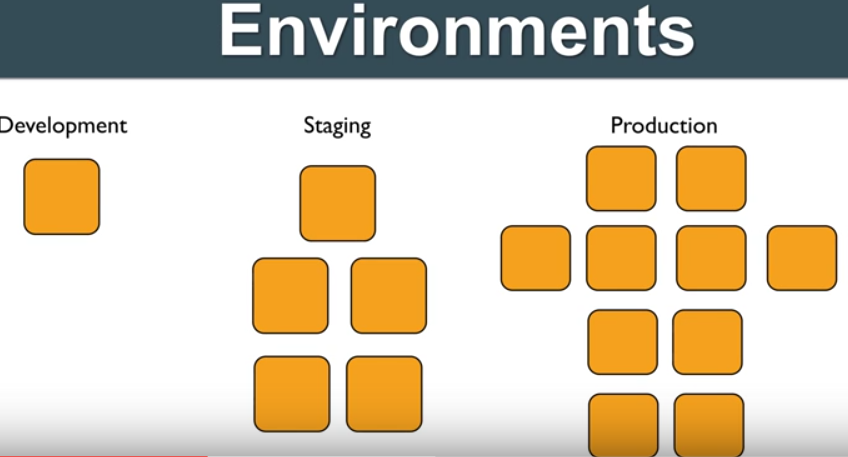 Environments
Development
Staging
Production